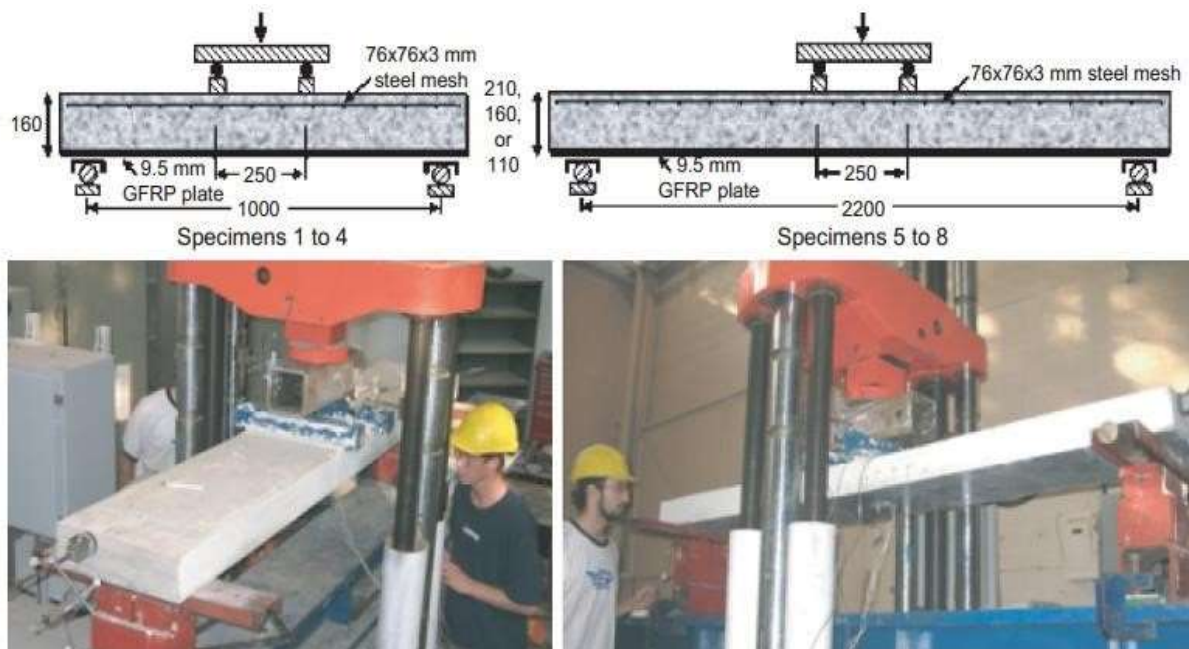 76x76x3 mm
steel mesh
160
9.5 mm
GFRP plate
250
1000
Specimens 1 to 4
210,
160,
or
110
76x76x3 mm steel mesh
9.5 mm
GFRP plate
250
2200
Specimens 5 to 8